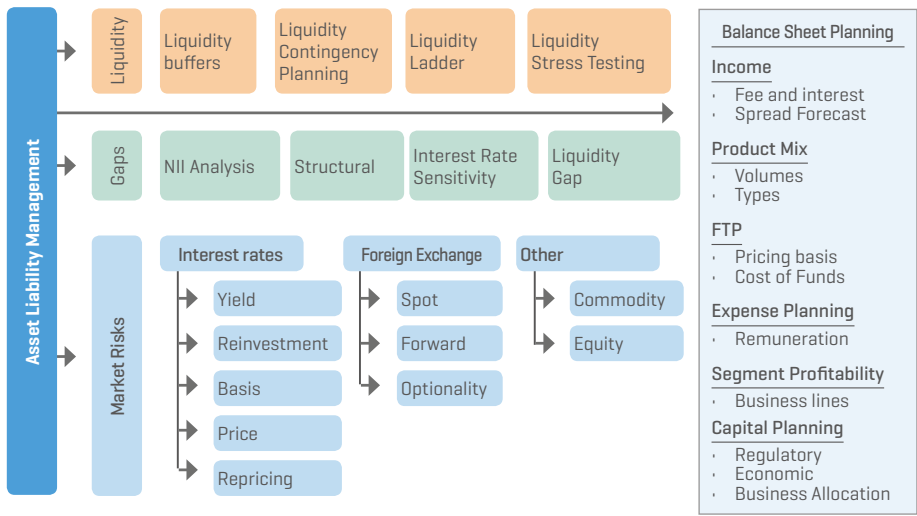 Asset Liability Management
Liquidity
Liquidity
buffers
Liquidity
Contingency
Planning
Liquidity
Ladder
Liquidity
Stress Testing
Gaps
NII Analysis
Structural
Interest Rate
Sensitivity
Liquidity
Gap
Market Risks
Interest rates
Yield
Reinvestment
Basis
Price
Repricing
Foreign Exchange
Spot
Forward
Optionality
Other
Commodity
Equity
Balance Sheet Planning
Income
· Fee and interest
· Spread Forecast
Product Mix
· Volumes
· Types
FTP
· Pricing basis
· Cost of Funds
Expense Planning
· Remuneration
Segment Profitability
· Business lines
Capital Planning
· Regulatory
· Economic
· Business Allocation